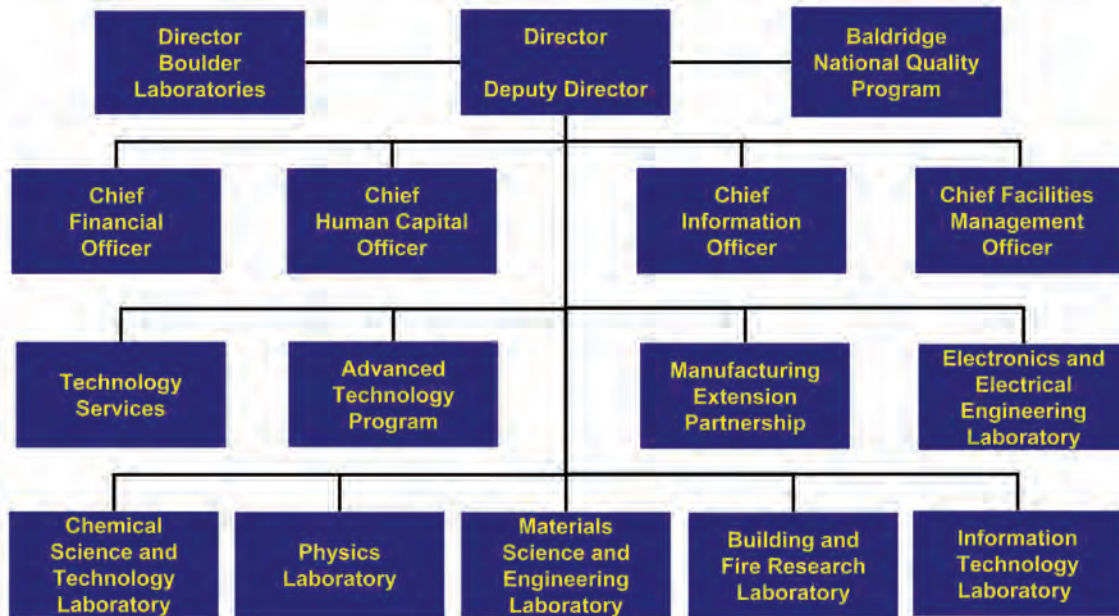 Director
Boulder
Laboratories
Director
Deputy Director
Baldridge
National Quality
Program
Chief
Financial
Officer
Chief
Human Capital
Officer
Chief
Information
Officer
Chief Facilities
Management
Officer
Technology
Services
Advanced
Technology
Program
Manufacturing
Extension
Partnership
Electronics and
Electrical
Engineering
Laboratory
Chemical
Science and
Technology
Laboratory
Physics
Laboratory
Materials
Science and
Engineering
Laboratory
Building and
Fire Research
Laboratory
Information
Technology
Laboratory